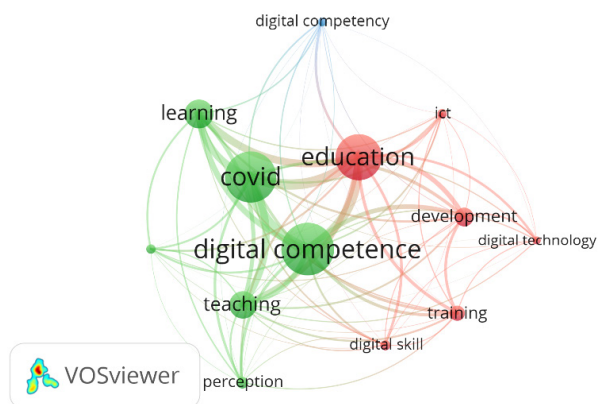 digital competency
learning
ict
education
covid
development
digital technology
digital competence
teaching
training
digital skill
VOSviewer
perception